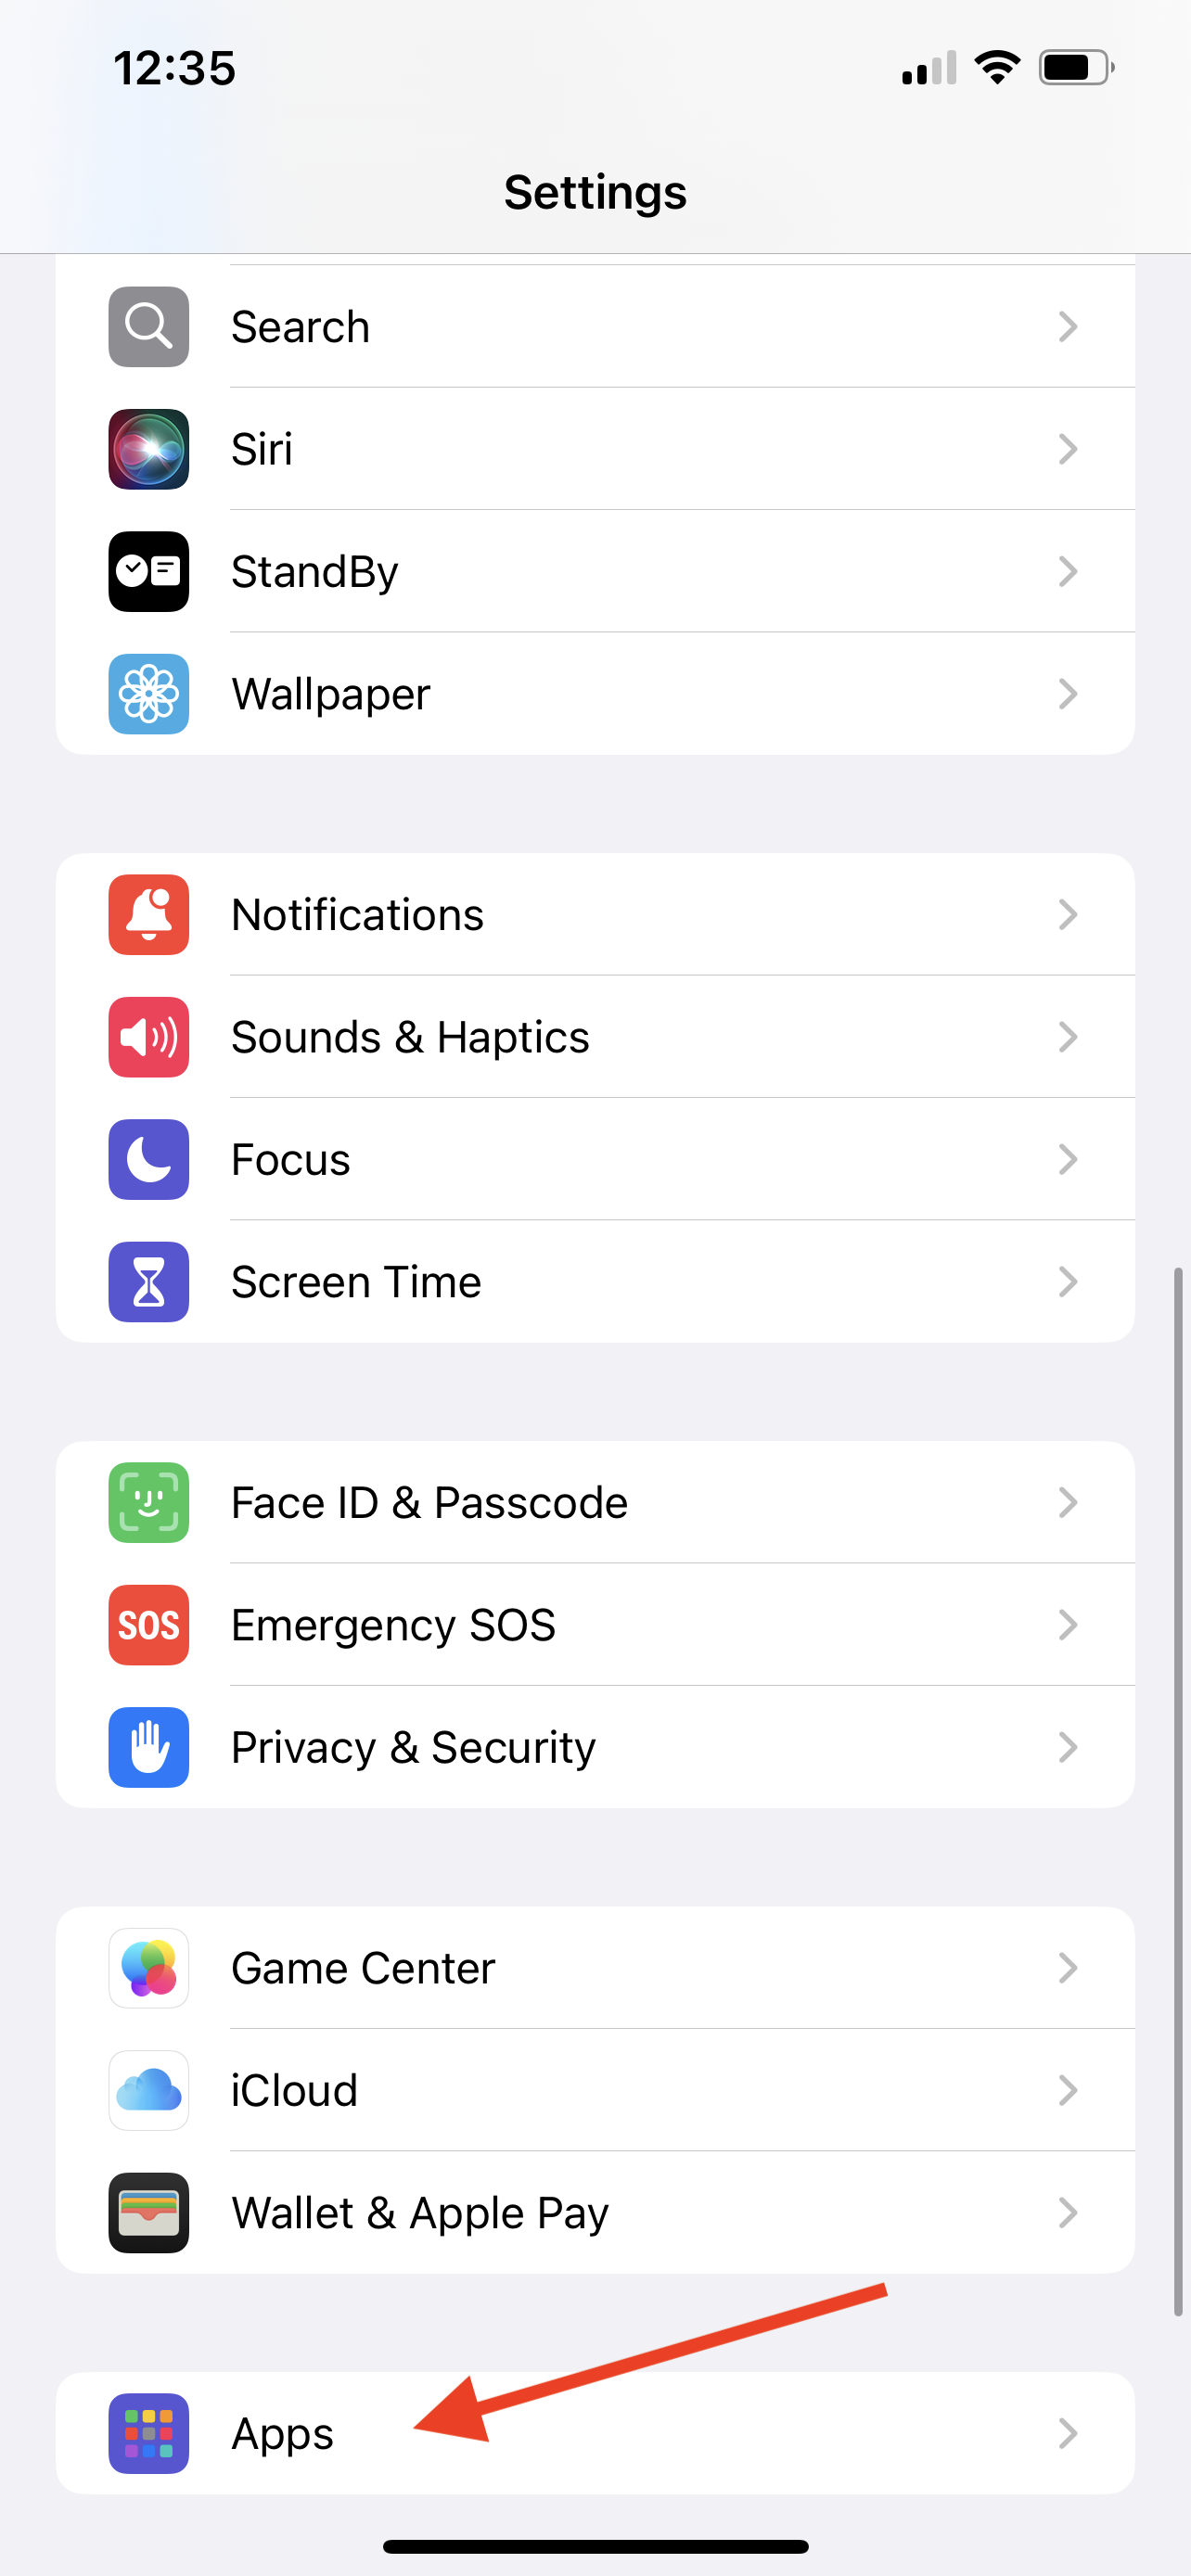 12:35
Settings
Search
Siri
StandBy
Wallpaper
Notifications
Sounds & Haptics
Focus
Screen Time
Face ID & Passcode
SOS Emergency SOS
Privacy & Security
Game Center
iCloud
Wallet & Apple Pay
Apps